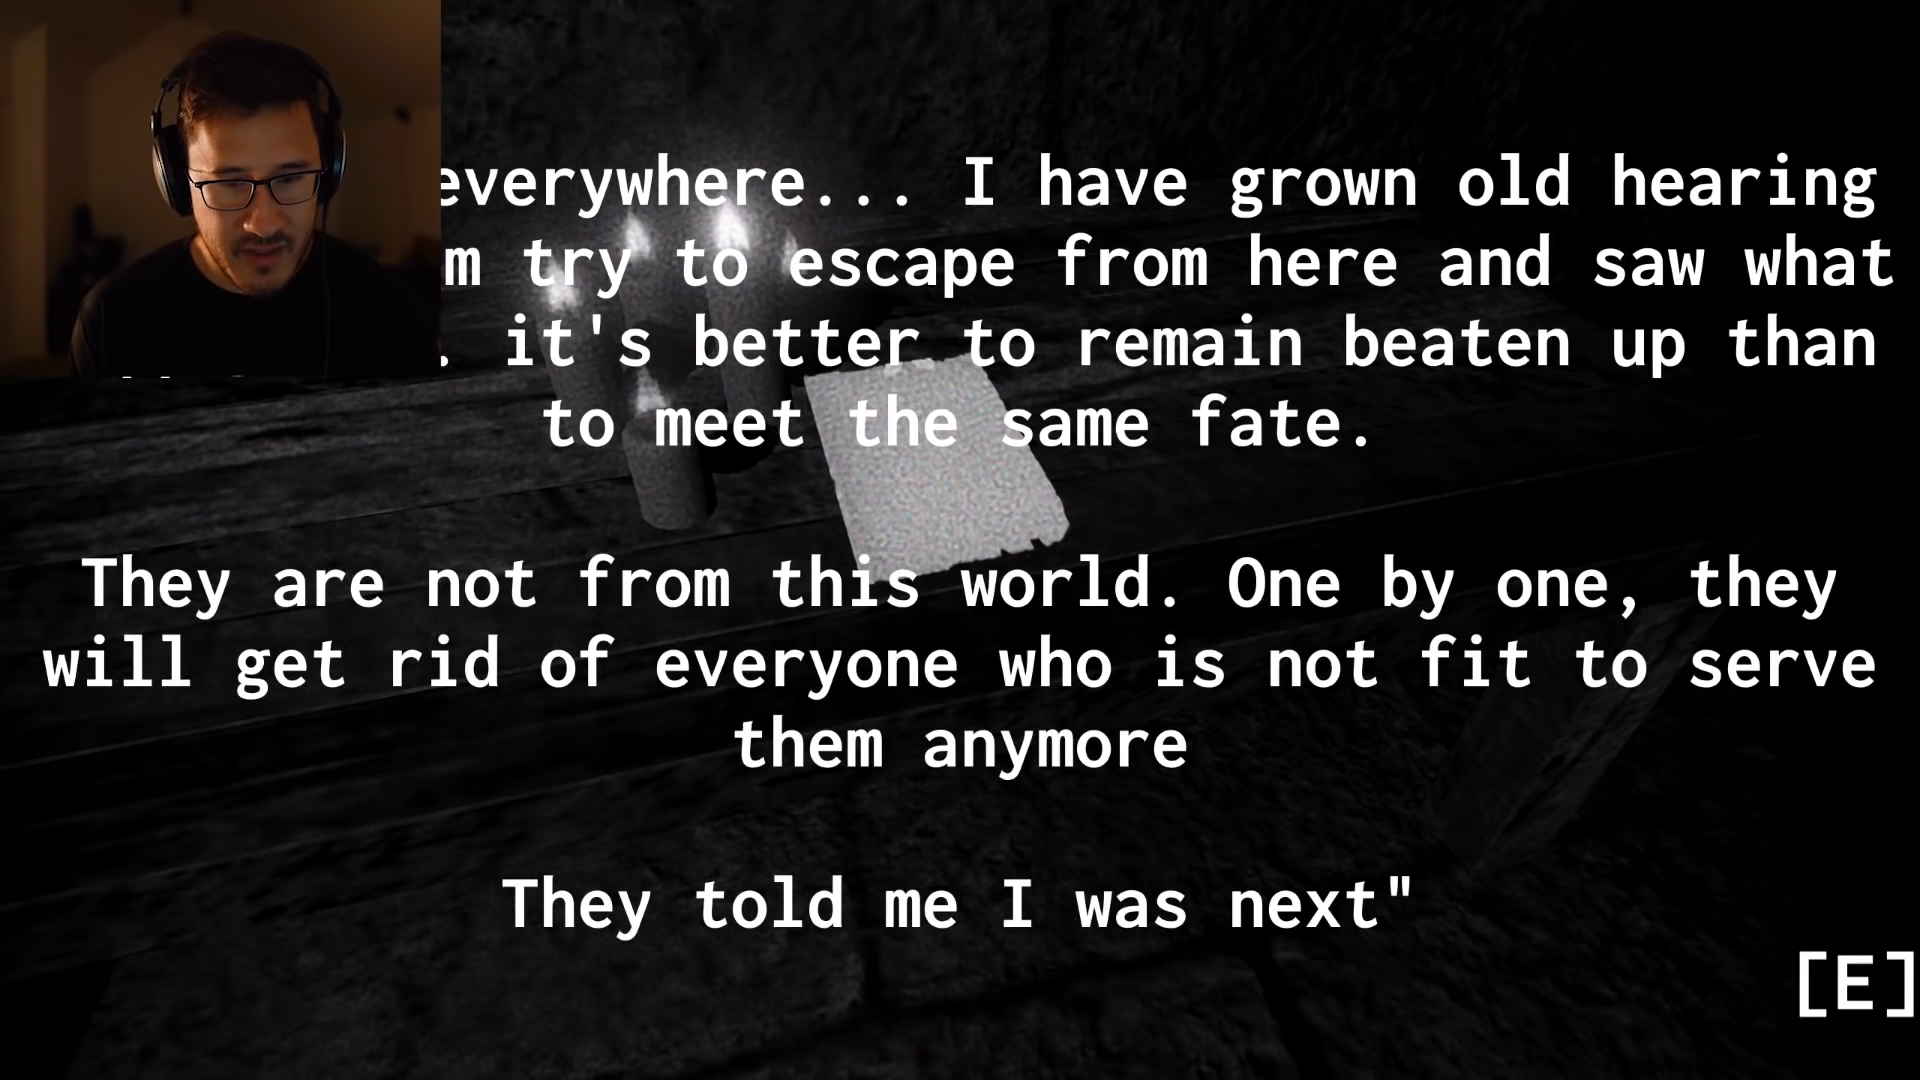 everywhere... I have grown old hearing
try to escape from here and saw what
it's better to remain beaten up than
to meet the same fate.
They are not from this world. One by one, they
will get rid of everyone who is not fit to serve
them anymore
They told me I was next"
[E]